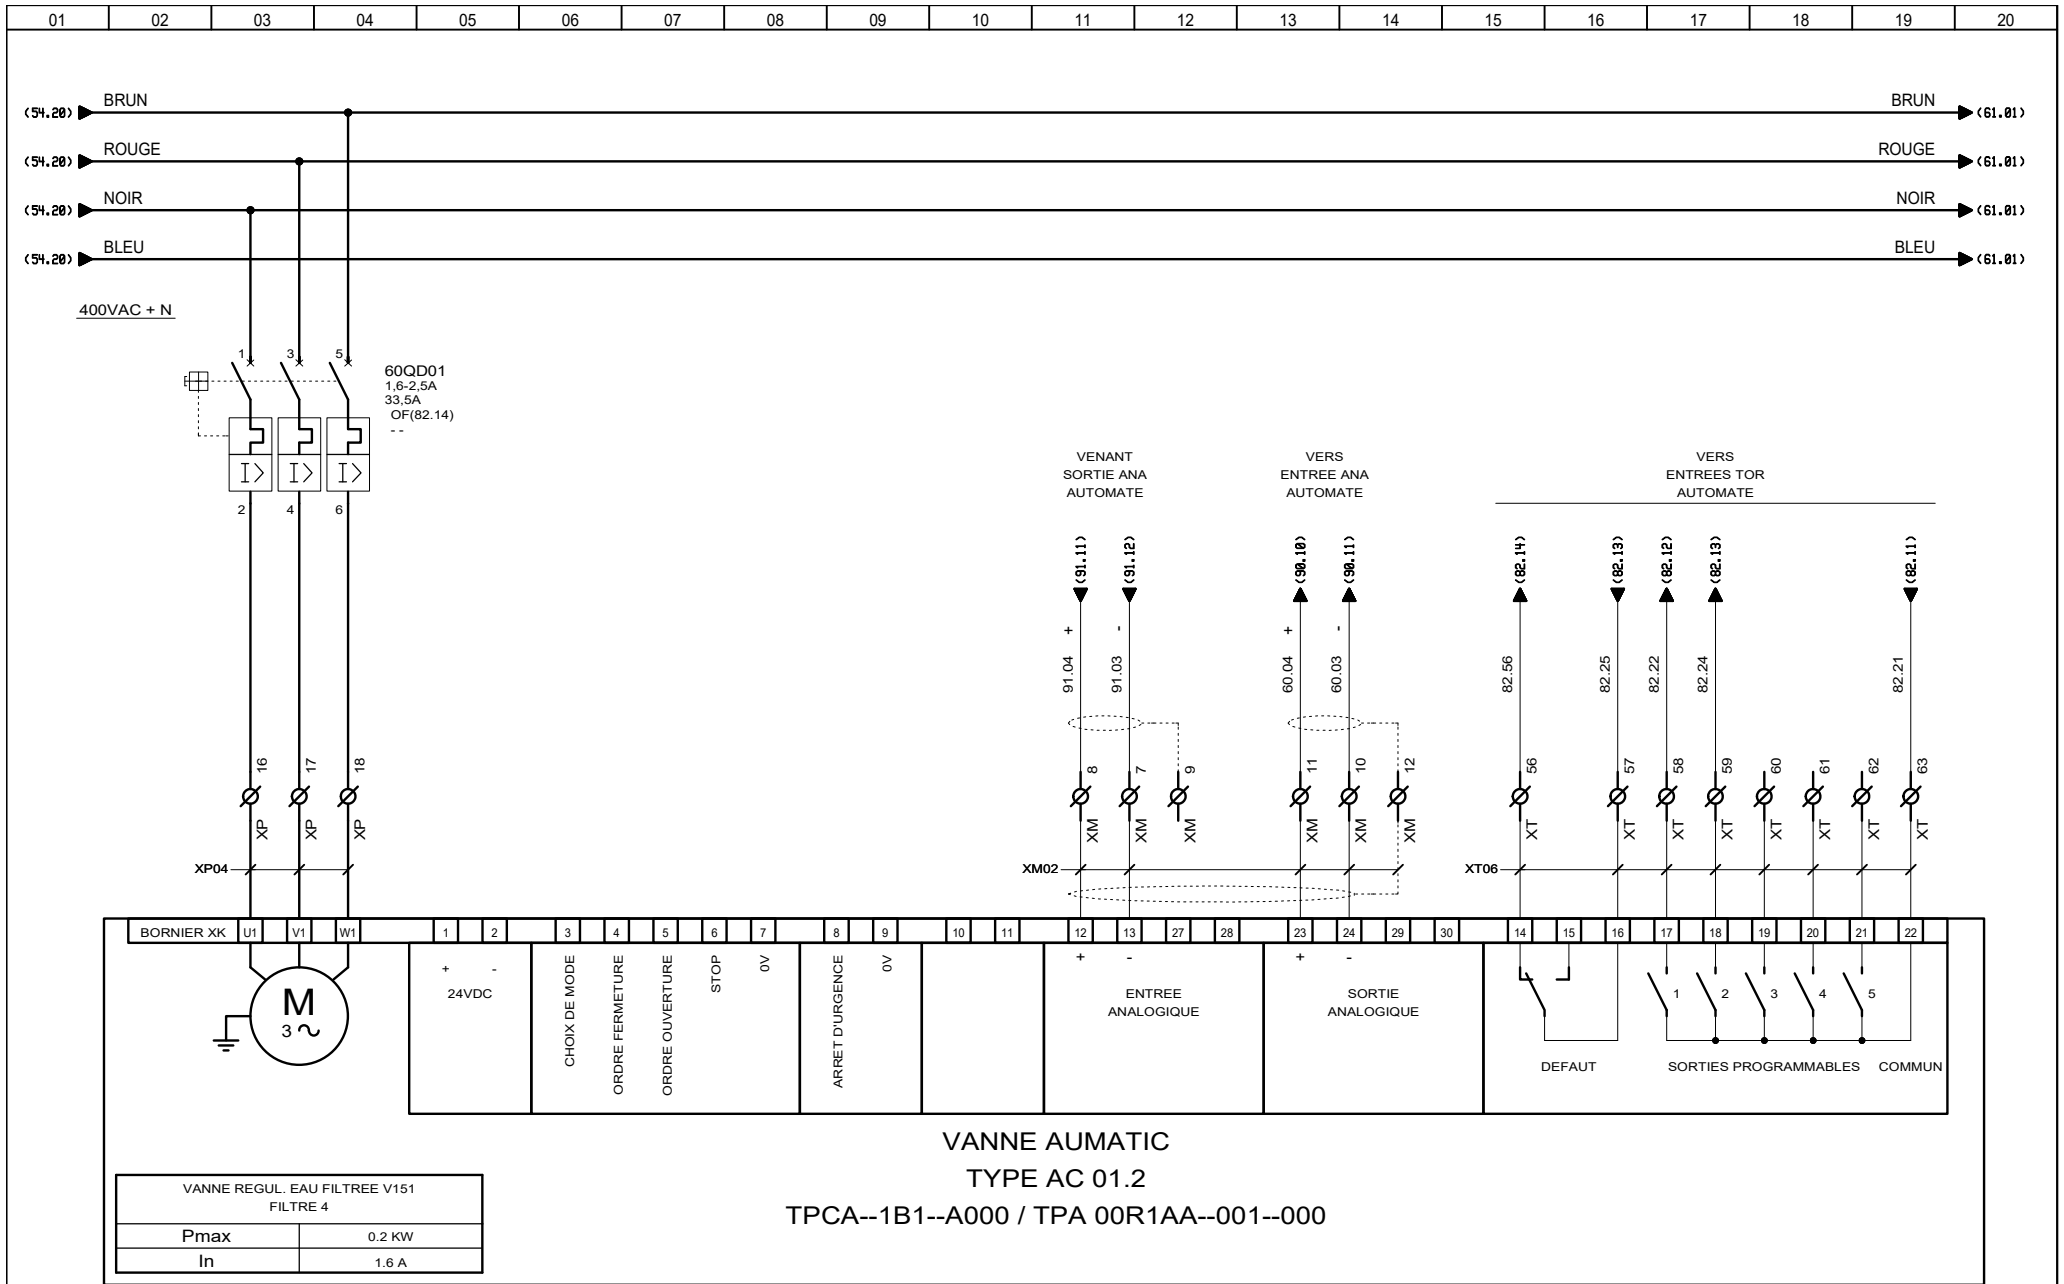 01 02 03 04 05 06 07 08 09 10 11 12 13 14 15 16 17 18 19 20
(54.20) BRUN BRUN (61.01)
(54.20) ROUGE ROUGE (61.01)
(54.20) NOIR NOIR (61.01)
(54.20) BLEU BLEU (61.01)
400VAC + N
1 3 5
60QD01
1,6-2,5A
33,5A
OF(82.14)
- -
I> I> I>
2 4 6
VENANT
SORTIE ANA
AUTOMATE
VERS
ENTREE ANA
AUTOMATE
VERS
ENTREES TOR
AUTOMATE
(91.11) (91.12) (90.10) (90.11) (82.14) (82.13) (82.12) (82.13) (82.11)
+ - + -
91.04 91.03 60.04 60.03 82.56 82.25 82.22 82.24 82.21
16 17 18 8 7 9 11 10 12 56 57 58 59 60 61 62 63
XP XP XP XM XM XM XM XM XM XT XT XT XT XT XT XT XT
XP04 XM02 XT06
BORNIER XK U1 V1 W1 1 2 3 4 5 6 7 8 9 10 11 12 13 27 28 23 24 29 30 14 15 16 17 18 19 20 21 22
+ - + - + -
24VDC
CHOIX DE MODE
ORDRE FERMETURE
ORDRE OUVERTURE
STOP
0V
ARRET D'URGENCE
0V
ENTREE
ANALOGIQUE
SORTIE
ANALOGIQUE
1 2 3 4 5
DEFAUT SORTIES PROGRAMMABLES COMMUN
M
3
VANNE AUMATIC
TYPE AC 01.2
TPCA--1B1--A000 / TPA 00R1AA--001--000
VANNE REGUL. EAU FILTREE V151
FILTRE 4
Pmax 0.2 KW
In 1.6 A